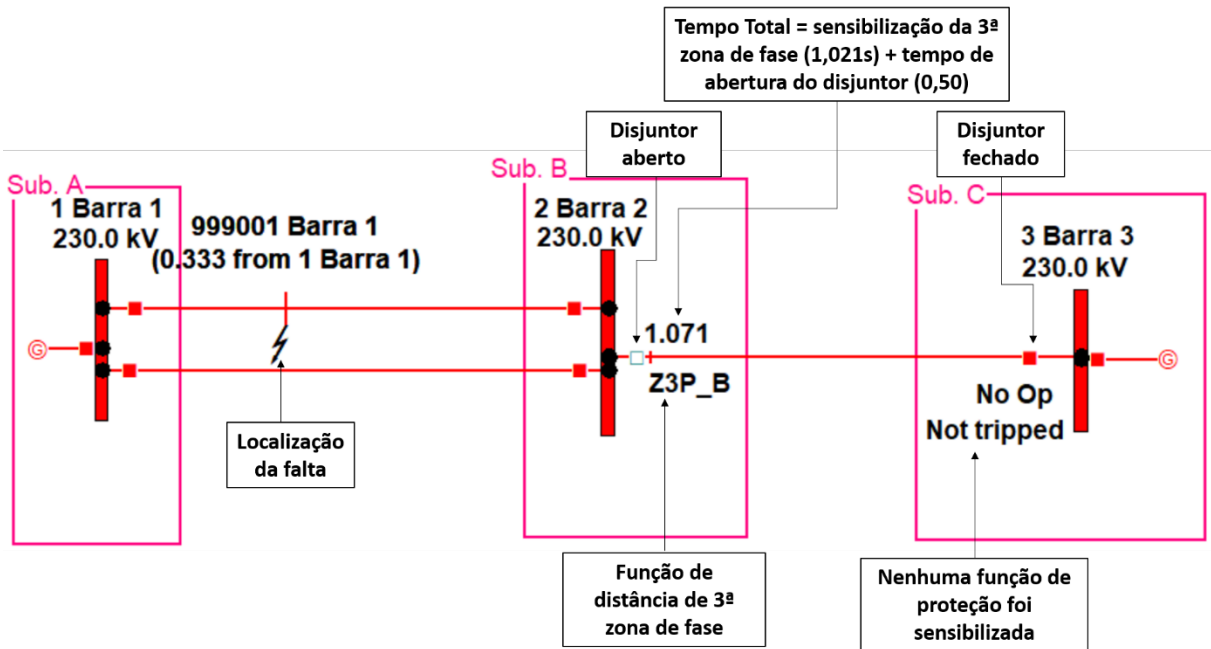 Tempo Total = sensibilização da 3ª
zona de fase (1,021s) + tempo de
abertura do disjuntor (0,50)
Disjuntor
aberto
Disjuntor
fechado
Sub. A
1 Barra 1
230.0 kV
999001 Barra 1
(0.333 from 1 Barra 1)
G
Localização
da falta
Sub. B
2 Barra 2
230.0 kV
1.071
Z3P_B
Função de
distância de 3ª
zona de fase
Sub. C
3 Barra 3
230.0 kV
G
No Op
Not tripped
Nenhuma função de
proteção foi
sensibilizada